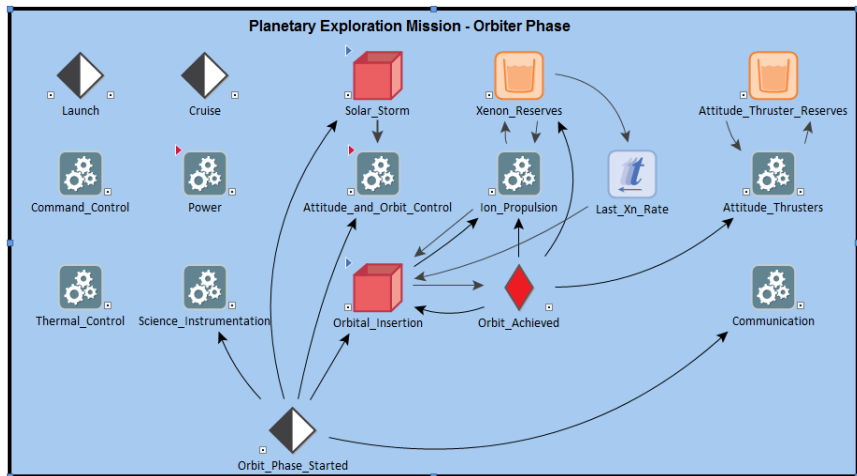 Planetary Exploration Mission - Orbiter Phase
Launch
Cruise
Solar_Storm
Xenon_Reserves
Attitude_Thruster_Reserves
Command_Control
Power
Attitude_and_Orbit_Control
Ion_Propulsion
t
Last_Xn_Rate
Attitude_Thrusters
Thermal_Control
Science_Instrumentation
Orbital_Insertion
Orbit_Achieved
Communication
Orbit_Phase_Started